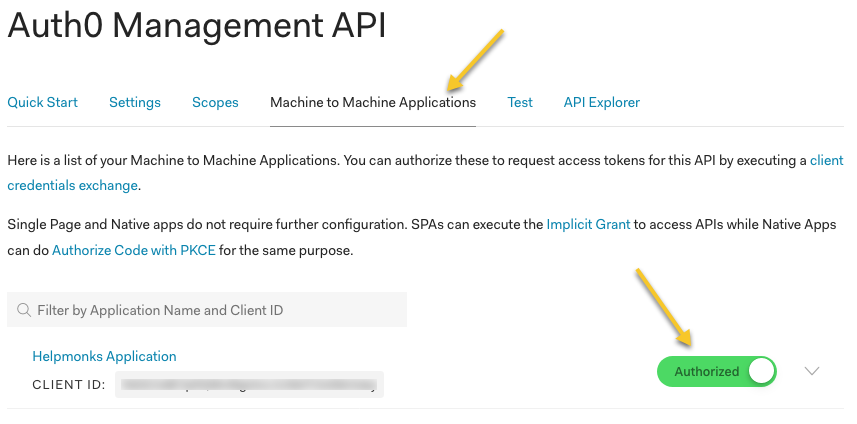 Auth0 Management API
Quick Start Settings Scopes Machine to Machine Applications Test API Explorer
Here is a list of your Machine to Machine Applications. You can authorize these to request access tokens for this API by executing a client
credentials exchange.
Single Page and Native apps do not require further configuration. SPAs can execute the Implicit Grant to access APIs while Native Apps
can do Authorize Code with PKCE for the same purpose.
Filter by Application Name and Client ID
Helpmonks Application
Authorized
CLIENT ID: